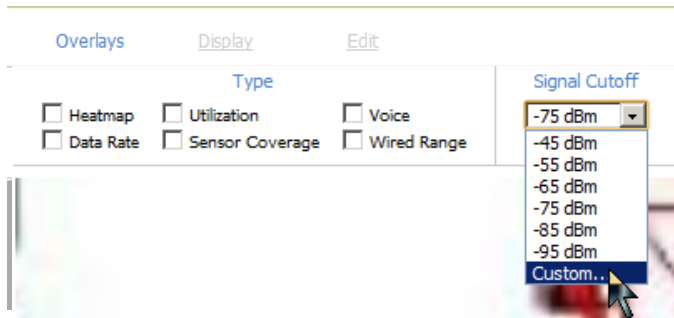 Overlays Display Edit
Type Signal Cutoff
Heatmap Utilization Voice -75 dBm
Data Rate Sensor Coverage Wired Range
-45 dBm
-55 dBm
-65 dBm
-75 dBm
-85 dBm
-95 dBm
Custom...